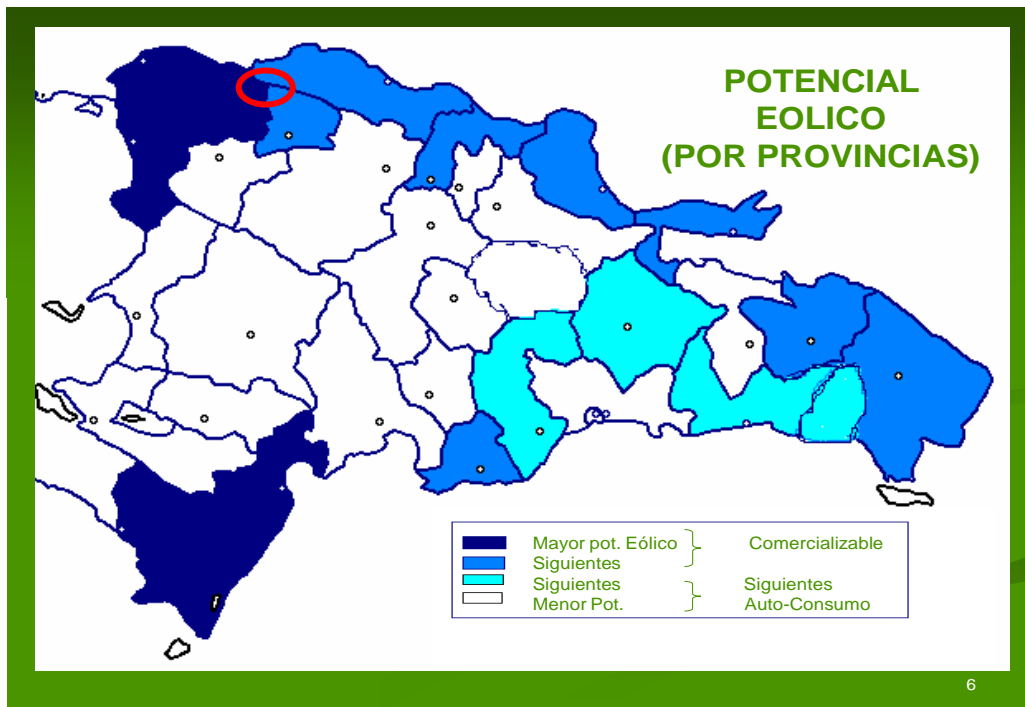 POTENCIAL
EOLICO
(POR PROVINCIAS)
Mayor pot. Eólico
Siguientes
Comercializable
Siguientes
Menor Pot.
Siguientes
Auto-Consumo
6